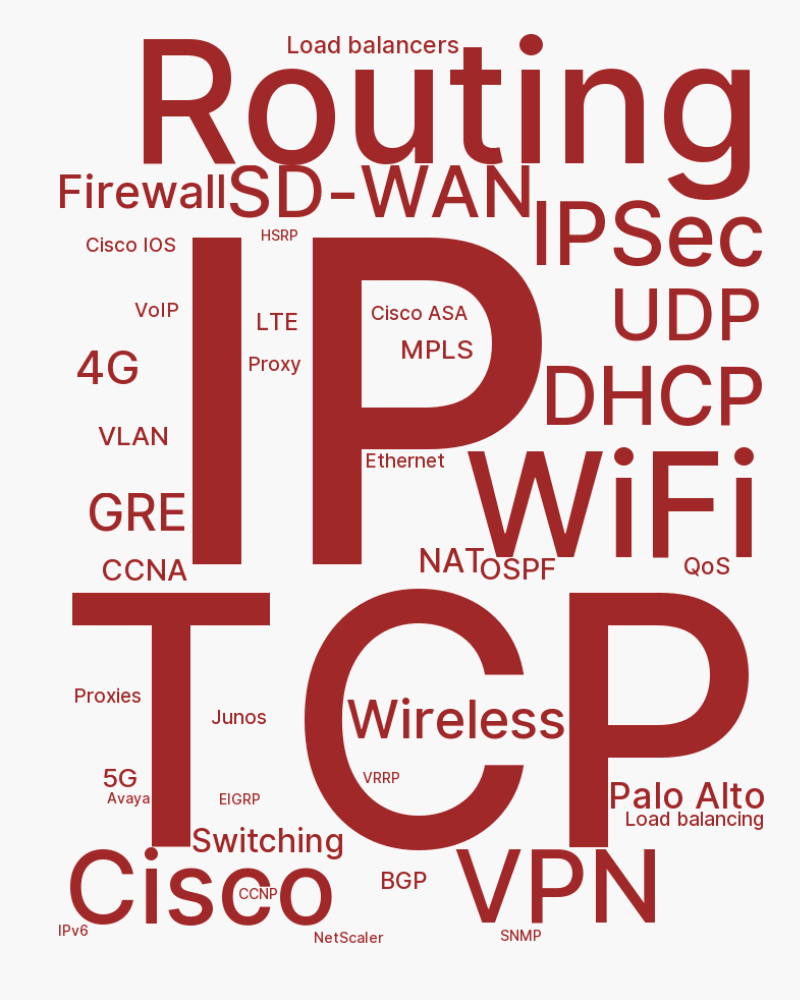 Load balancers
Routing
Firewall
SD-WAN
IPSec
HSRP
Cisco IOS
IP
UDP
VoIP
LTE
Cisco ASA
MPLS
4G
Proxy
DHCP
VLAN
Ethernet
WiFi
GRE
NAT
OSPF
QoS
CCNA
TCP
Proxies
Junos
Wireless
5G
VRRP
Avaya
EIGRP
Palo Alto
Load balancing
Switching
Cisco
CCNP
BGP
VPN
IPv6
NetScaler
SNMP